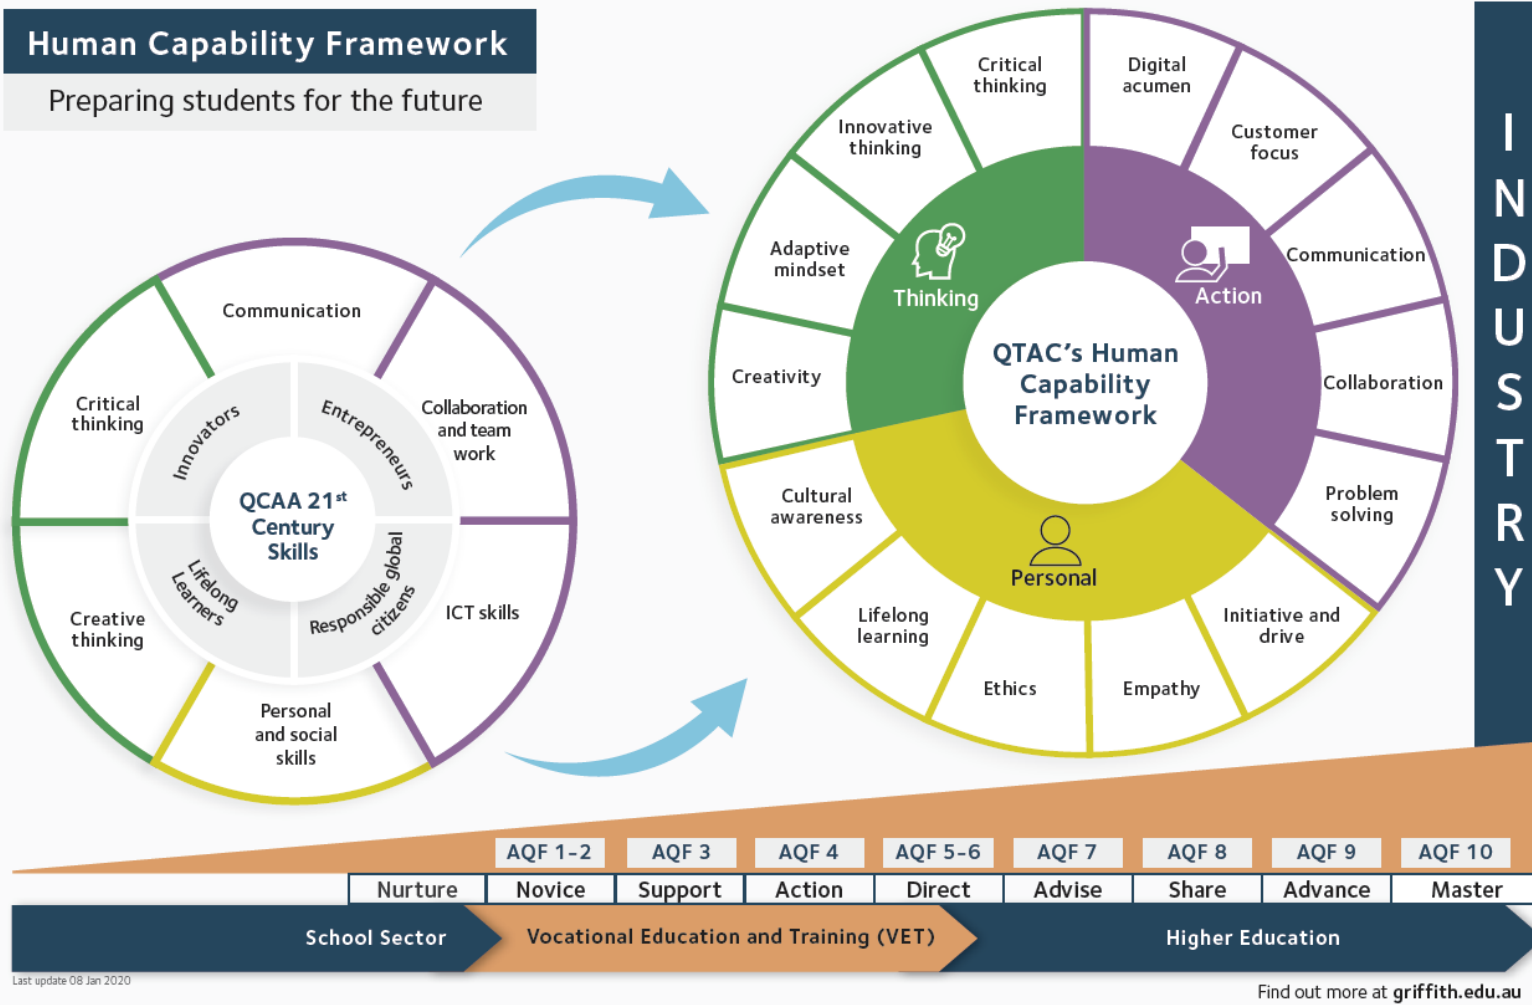 Human Capability Framework
Preparing students for the future
QCAA 21st
Century
Skills
Innovators
Entrepreneurs
Responsible global
citizens
Lifelong
Learners
Communication
Collaboration
and team
work
ICT skills
Personal
and social
skills
Creative
thinking
Critical
thinking
QTAC's Human
Capability
Framework
Thinking
Action
Personal
Critical
thinking
Innovative
thinking
Adaptive
mindset
Creativity
Digital
acumen
Customer
focus
Communication
Collaboration
Problem
solving
Initiative and
drive
Empathy
Ethics
Lifelong
learning
Cultural
awareness
INDUSTRY
AQF 1-2 AQF 3 AQF 4 AQF 5-6 AQF 7 AQF 8 AQF 9 AQF 10
Nurture Novice Support Action Direct Advise Share Advance Master
School Sector Vocational Education and Training (VET) Higher Education
Last update 08 Jan 2020
Find out more at griffith.edu.au